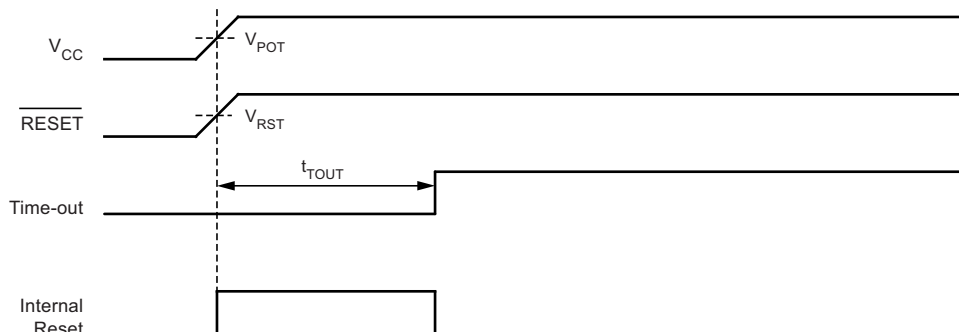 V_CC
V_POT
RESET
V_RST
t_TOUT
Time-out
Internal
Reset